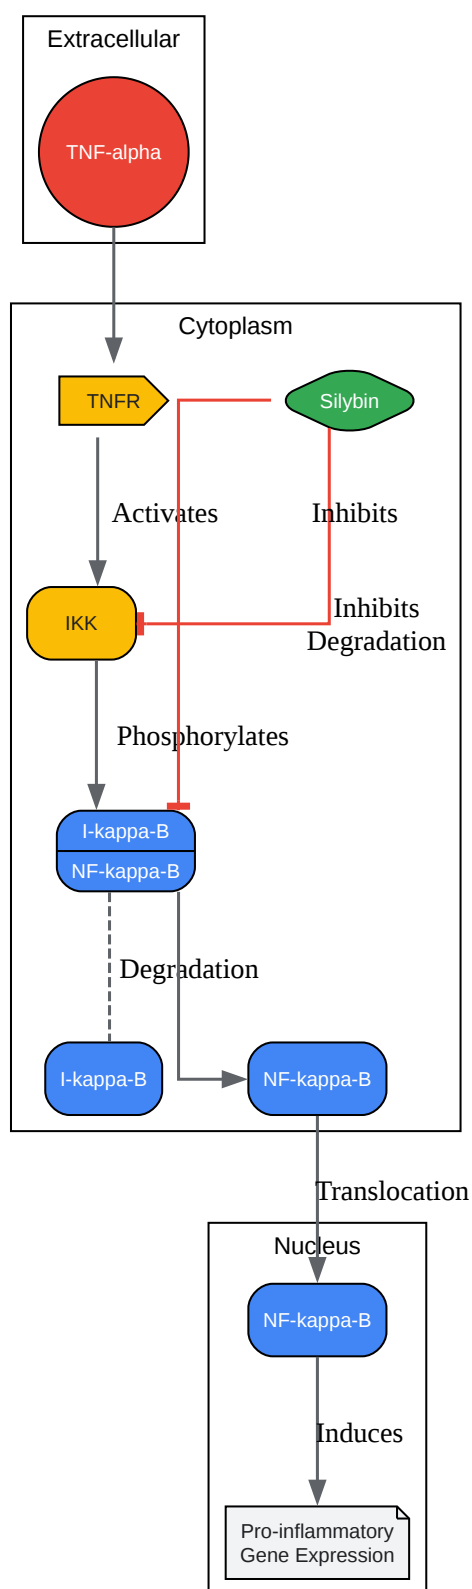 Extracellular
TNF-alpha
Cytoplasm
TNFR
Silybin
Activates
Inhibits
Inhibits
Degradation
IKK
Phosphorylates
I-kappa-B
NF-kappa-B
Degradation
I-kappa-B
NF-kappa-B
Translocation
Nucleus
NF-kappa-B
Induces
Pro-inflammatory
Gene Expression